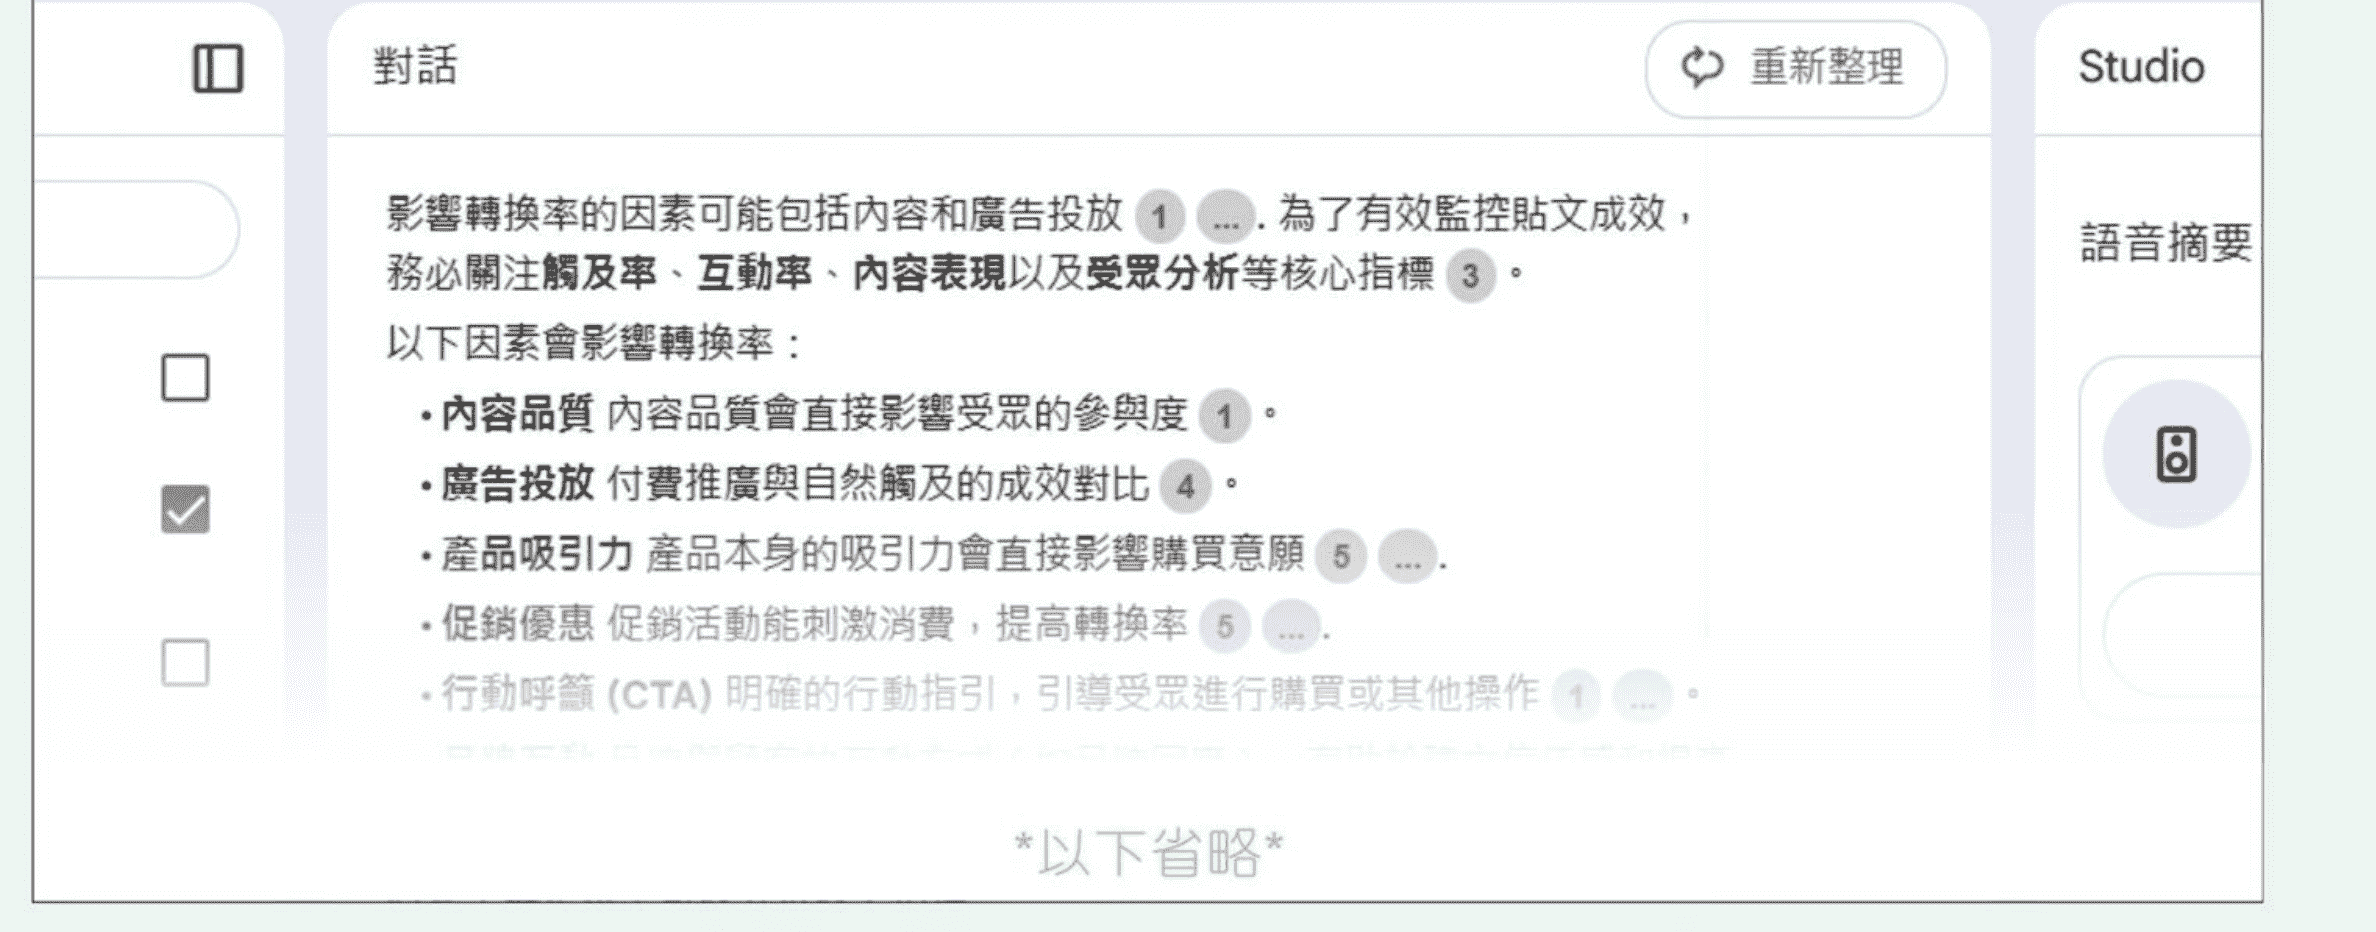 對話
重新整理
Studio
影響轉換率的因素可能包括內容和廣告投放 1 ... . 為了有效監控貼文成效，
務必關注觸及率、互動率、內容表現以及受眾分析等核心指標 3 。
以下因素會影響轉換率：
• 內容品質 內容品質會直接影響受眾的參與度 1 。
• 廣告投放 付費推廣與自然觸及的成效對比 4 。
• 產品吸引力 產品本身的吸引力會直接影響購買意願 5 ... .
• 促銷優惠 促銷活動能刺激消費，提高轉換率 5 ... .
• 行動呼籲 (CTA) 明確的行動指引，引導受眾進行購買或其他操作 1 ... 。
語音摘要
*以下省略*